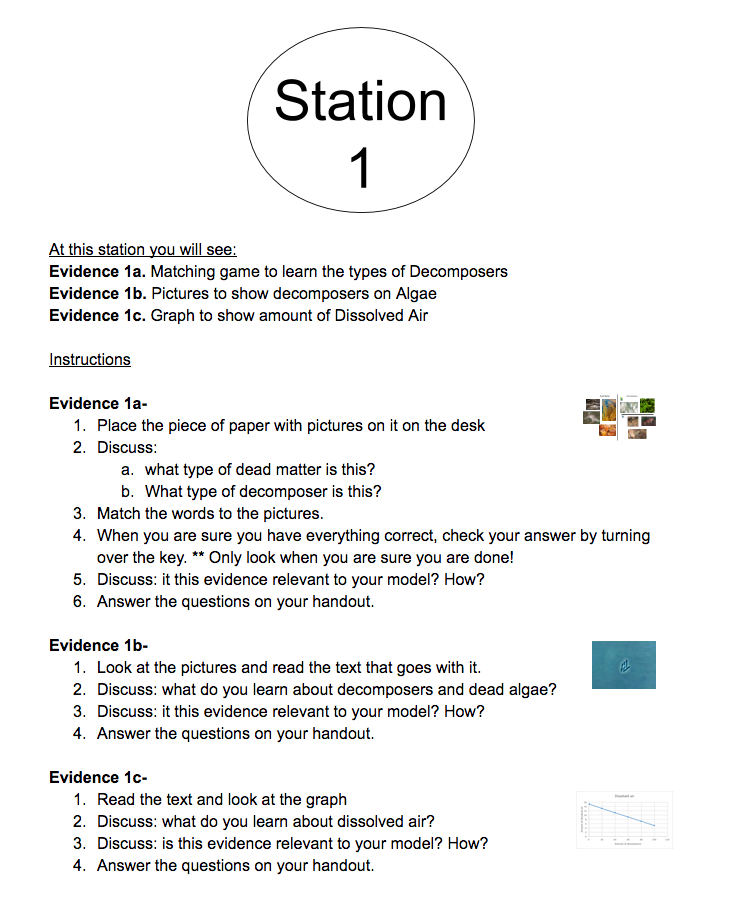 Station
1
At this station you will see:
Evidence 1a. Matching game to learn the types of Decomposers
Evidence 1b. Pictures to show decomposers on Algae
Evidence 1c. Graph to show amount of Dissolved Air
Instructions
Evidence 1a-
1. Place the piece of paper with pictures on it on the desk
2. Discuss:
a. what type of dead matter is this?
b. What type of decomposer is this?
3. Match the words to the pictures.
4. When you are sure you have everything correct, check your answer by turning
over the key. ** Only look when you are sure you are done!
5. Discuss: it this evidence relevant to your model? How?
6. Answer the questions on your handout.
Evidence 1b-
1. Look at the pictures and read the text that goes with it.
2. Discuss: what do you learn about decomposers and dead algae?
3. Discuss: it this evidence relevant to your model? How?
4. Answer the questions on your handout.
Evidence 1c-
1. Read the text and look at the graph
2. Discuss: what do you learn about dissolved air?
3. Discuss: is this evidence relevant to your model? How?
4. Answer the questions on your handout.